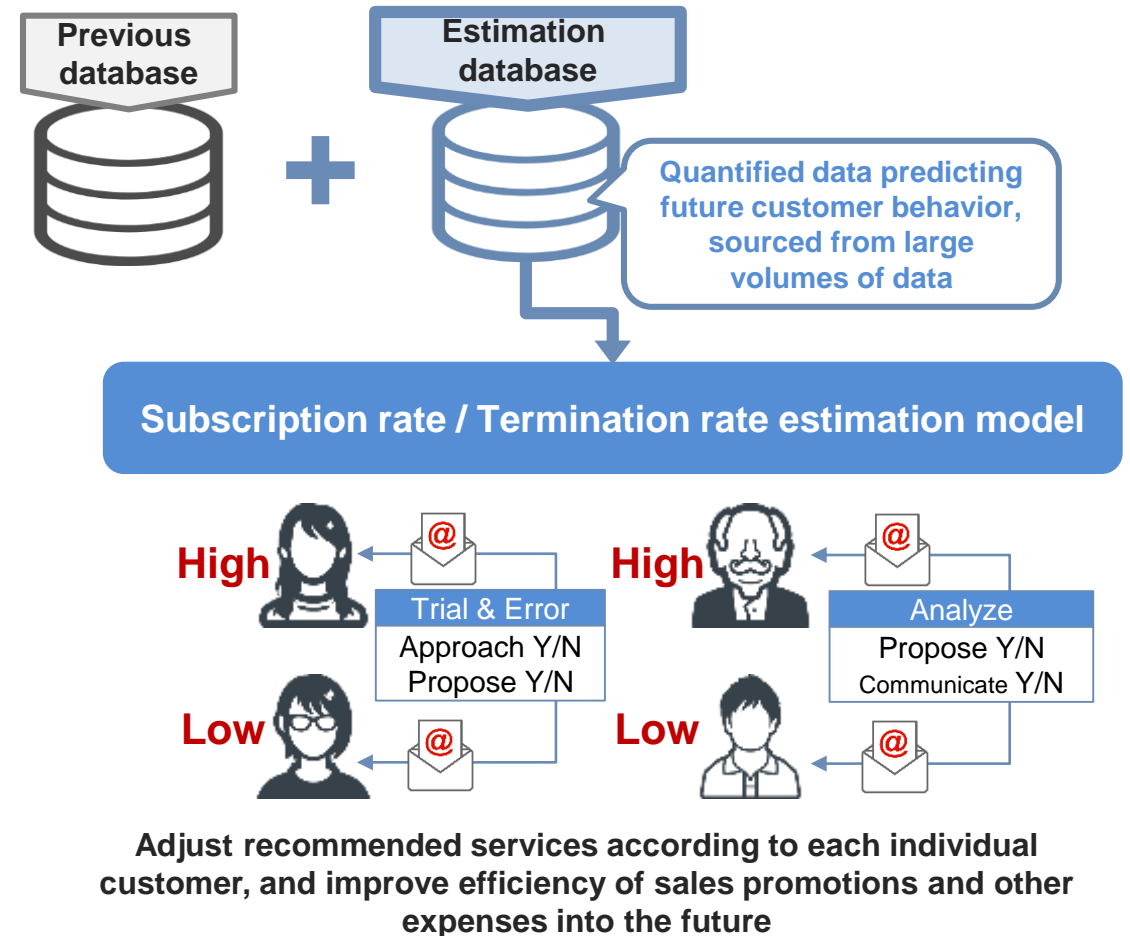 Previous
database
Estimation
database
Quantified data predicting
future customer behavior,
sourced from large
volumes of data
Subscription rate / Termination rate estimation model
High
@
Trial & Error
Approach Y/N
Propose Y/N
Low
@
High
@
Analyze
Propose Y/N
Communicate Y/N
Low
@
Adjust recommended services according to each individual
customer, and improve efficiency of sales promotions and other
expenses into the future